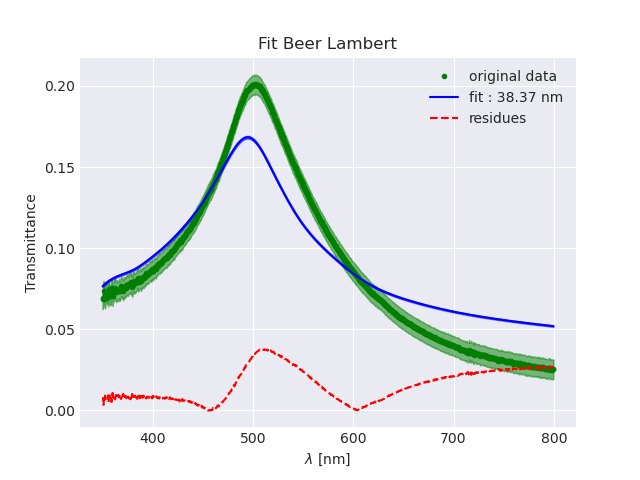 Fit Beer Lambert
original data
fit : 38.37 nm
residues
Transmittance
0.20
0.15
0.10
0.05
0.00
400 500 600 700 800
λ [nm]